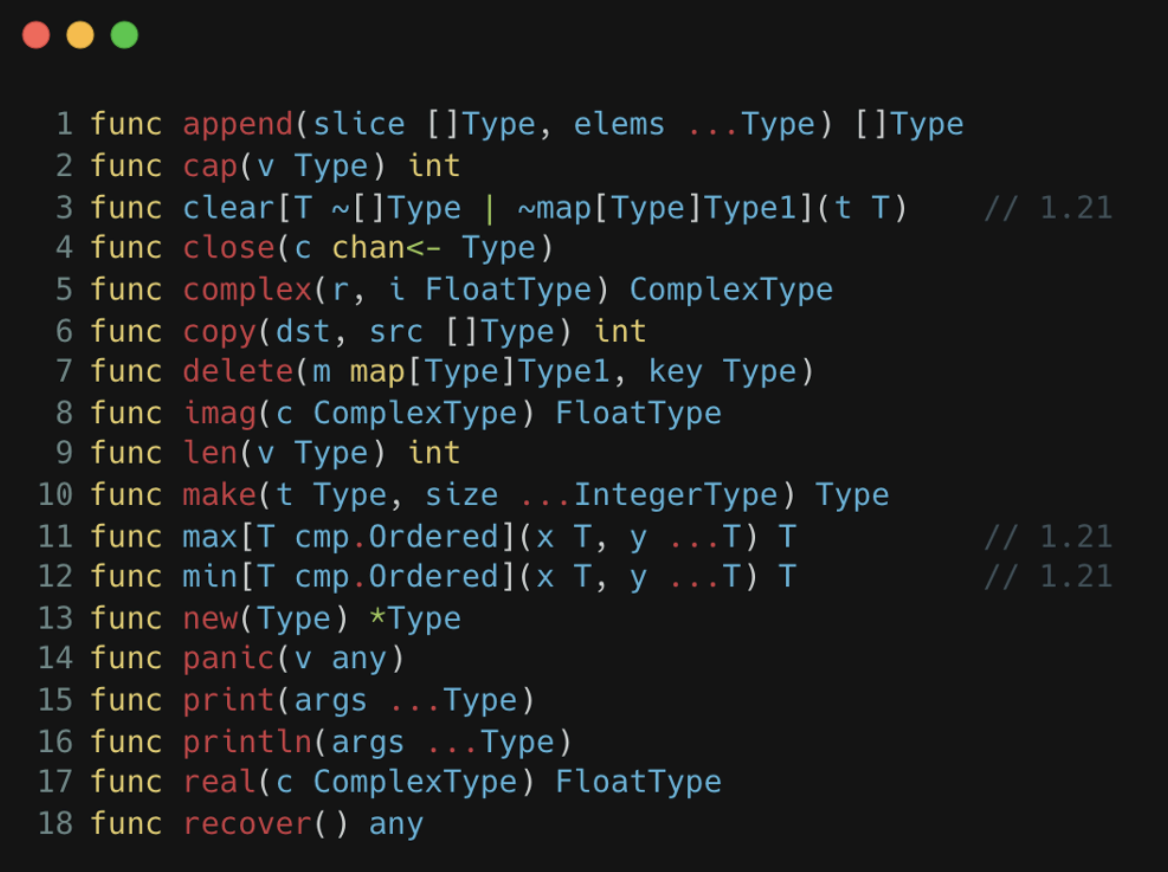 1 func append(slice []Type, elems ...Type) []Type
2 func cap(v Type) int
3 func clear[T ~[]Type | ~map[Type]Type1](t T)    // 1.21
4 func close(c chan<- Type)
5 func complex(r, i FloatType) ComplexType
6 func copy(dst, src []Type) int
7 func delete(m map[Type]Type1, key Type)
8 func imag(c ComplexType) FloatType
9 func len(v Type) int
10 func make(t Type, size ...IntegerType) Type
11 func max[T cmp.Ordered](x T, y ...T) T          // 1.21
12 func min[T cmp.Ordered](x T, y ...T) T          // 1.21
13 func new(Type) *Type
14 func panic(v any)
15 func print(args ...Type)
16 func println(args ...Type)
17 func real(c ComplexType) FloatType
18 func recover() any